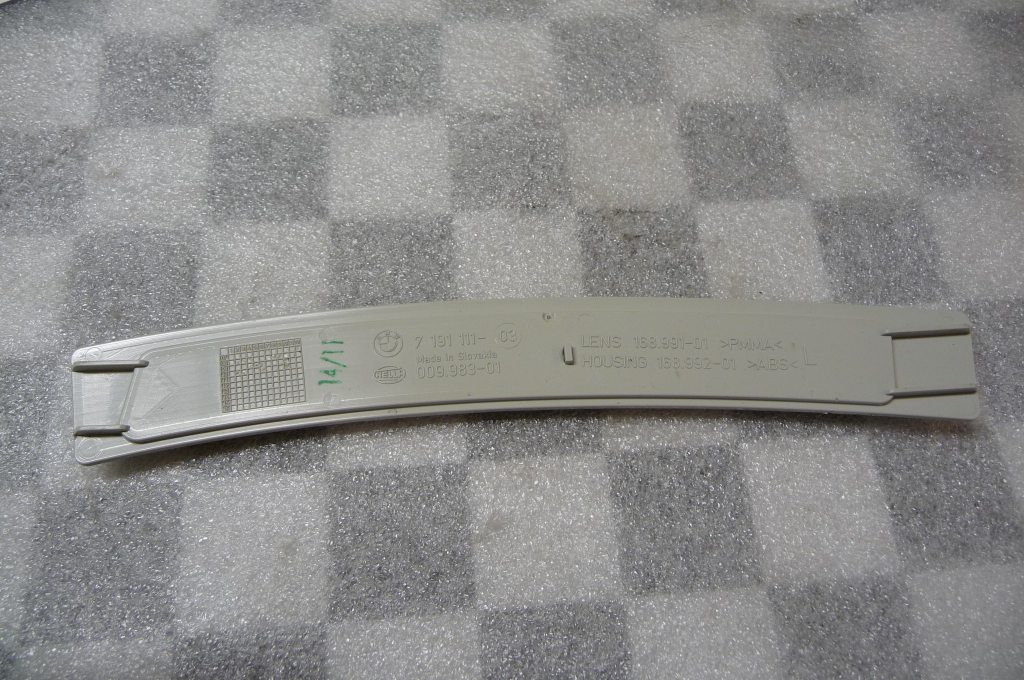 7 191 111- 03
Made in Slovakia
HELLA 009.983-01
14/11
LENS 168.991-01 >PMMA<
HOUSING 168.992-01 >ABS< L